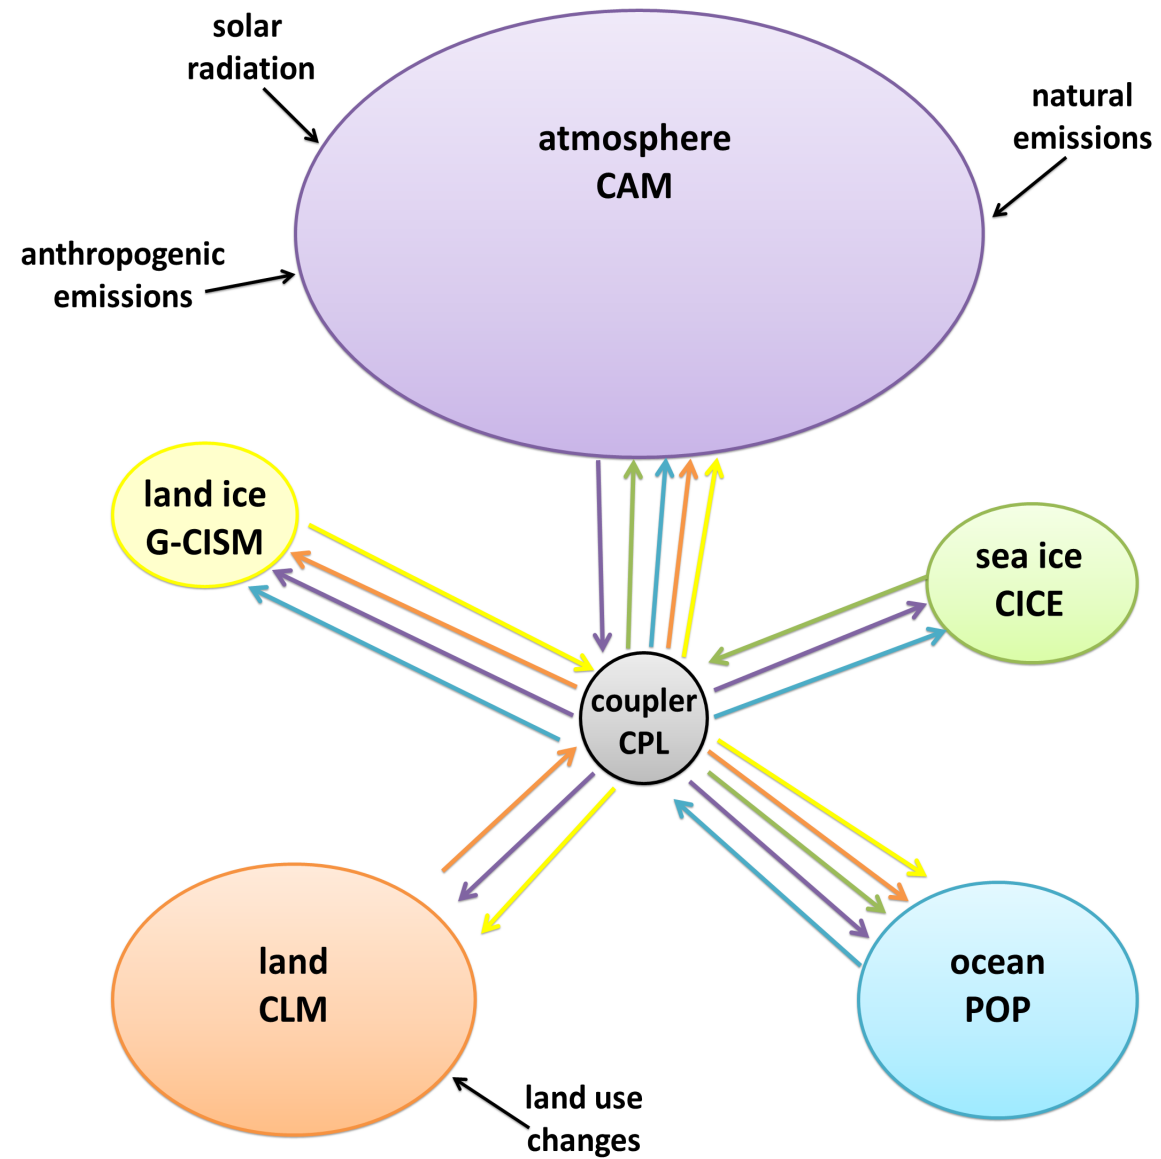 solar
radiation
natural
emissions
atmosphere
CAM
anthropogenic
emissions
land ice
G-CISM
sea ice
CICE
coupler
CPL
land
CLM
ocean
POP
land use
changes